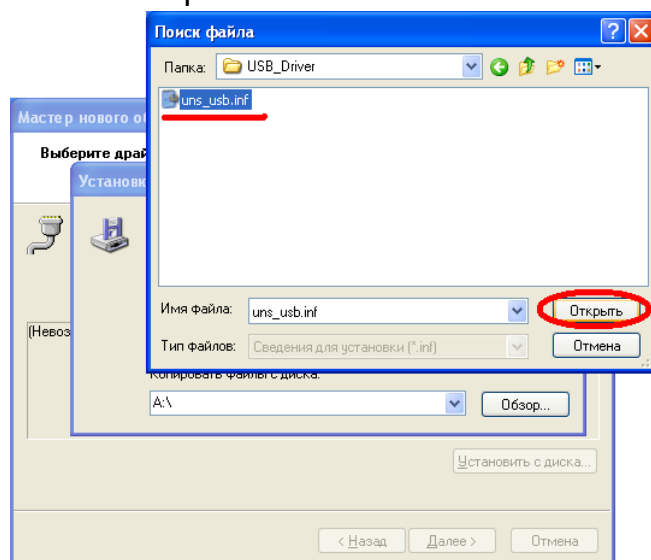 Поиск файла
Папка: USB_Driver
uns_usb.inf
Мастер нового о
Выберите драй
Установк
Имя файла: uns_usb.inf Открыть
(Невоз
Тип файлов: Сведения для установки (*.inf) Отмена
Копировать файлы с диска:
A:\ Обзор...
Установить с диска...
< Назад Далее > Отмена